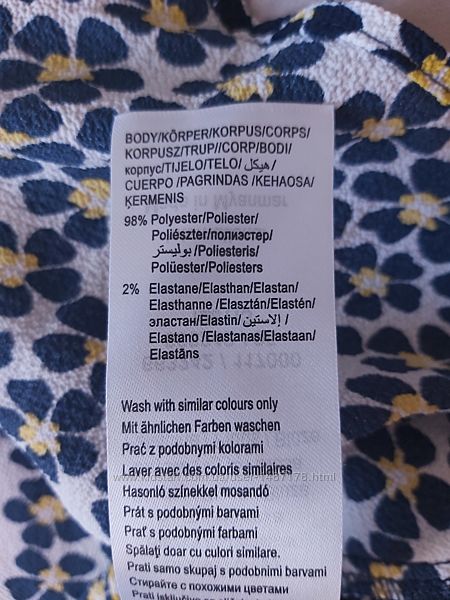 BODY/KÖRPER/KORPUS/CORPS/
KORPUSZ/TRUP//CORP/BODI/
корпус/TIJELO/TELO/ هيكل/
CUERPO /PAGRINDAS /KEHAOSA/
ĶERMENIS
98% Polyester/Poliester/
Poliészter/полиэстер/
بوليستر/Poliesteris/
Polüester/Poliesters
2% Elastane/Elasthan/Elastan/
Elasthanne /Elasztán/Elastén/
эластан/Elastin/إلاستين /
Elastano /Elastanas/Elastaan/
Elastāns
Wash with similar colours only
Mit ähnlichen Farben waschen
Prać z podobnymi kolorami
Laver avec des coloris similaires
Hasonló színekkel mosandó
Prát s podobnými barvami
Prať s podobnými farbami
Spălaţi doar cu culori similare.
Prati samo skupaj s podobnimi barvami
Стирайте с похожими цветами